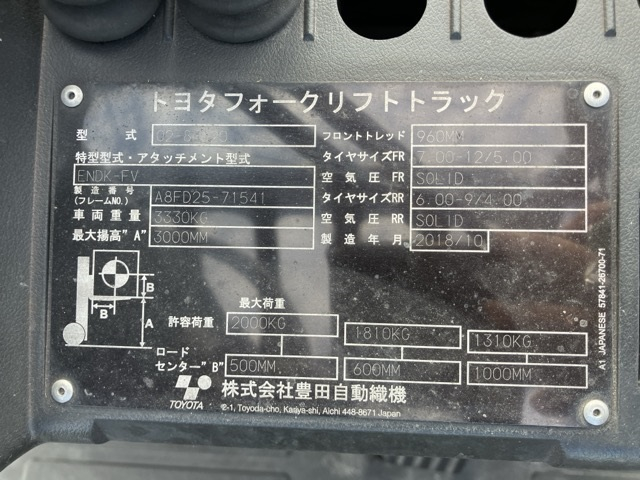 トヨタフォークリフトトラック
型 式
フロントトレッド 960MM
特型型式・アタッチメント型式 タイヤサイズFR 7.00-12/5.00
ENDK-FV 空気圧FR SOLID
製造番号 (フレームNO.) A8FD25-71541 タイヤサイズRR 6.00-9/4.00
車両重量 3330KG 空気圧RR SOLID
最大揚高"A" 3000MM 製造年月 2018/10
B
B
A
最大荷重
許容荷重 2000KG 1810KG 1310KG
ロード
センター"B" 500MM 600MM 1000MM
TOYOTA 株式会社豊田自動織機
2-1, Toyoda-cho, Kariya-shi, Aichi 448-8671 Japan
A1 JAPANESE 57841-26700-71